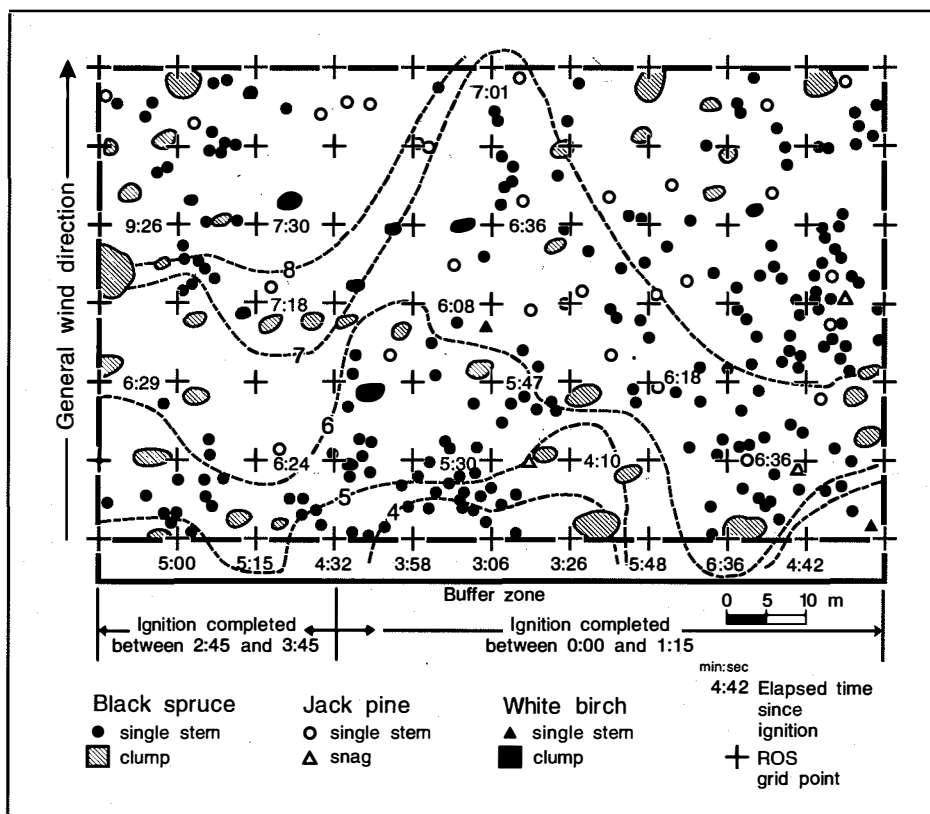 General wind direction
7:01
9:26 7:30 6:36
8
7:18 6:08
7
6:29 5:47 6:18
6
6:24 5:30 4:10 6:36
5
4
5:00 5:15 4:32 3:58 3:06 3:26 5:48 6:36 4:42
Buffer zone
0 5 10 m
Ignition completed
between 2:45 and 3:45
Ignition completed
between 0:00 and 1:15
Black spruce
single stem
clump
Jack pine
single stem
snag
White birch
single stem
clump
min:sec
4:42 Elapsed time
since
ignition
ROS
grid point